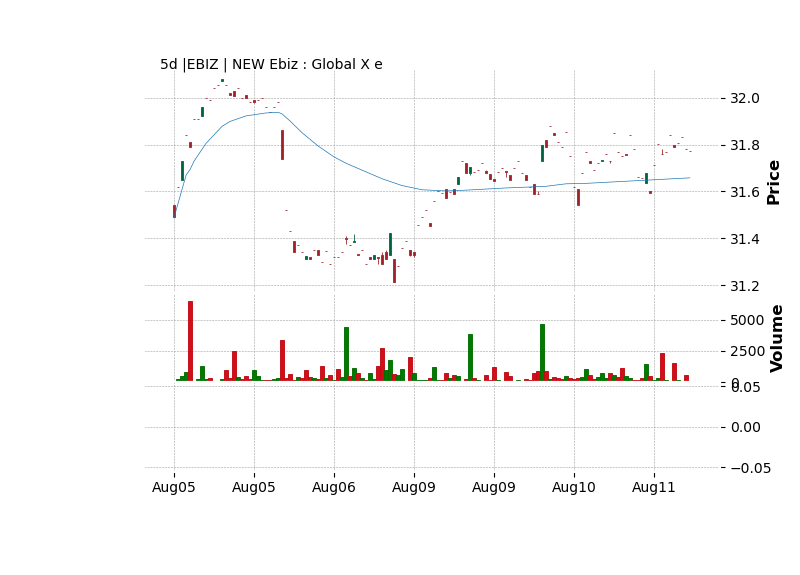 5d |EBIZ | NEW Ebiz : Global X e
32.0
31.8
31.6
31.4
31.2
Price
5000
2500
0
Volume
0.05
0.00
−0.05
Aug05 Aug05 Aug06 Aug09 Aug09 Aug10 Aug11